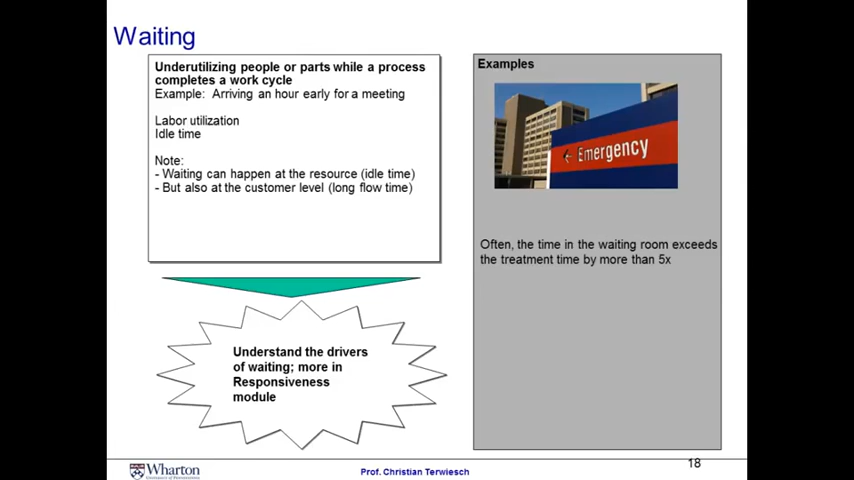 Waiting
Underutilizing people or parts while a process
completes a work cycle
Example: Arriving an hour early for a meeting
Labor utilization
Idle time
Note:
- Waiting can happen at the resource (idle time)
- But also at the customer level (long flow time)
Understand the drivers
of waiting; more in
Responsiveness
module
Examples
← Emergency
Often, the time in the waiting room exceeds
the treatment time by more than 5x
Wharton
Prof. Christian Terwiesch
18